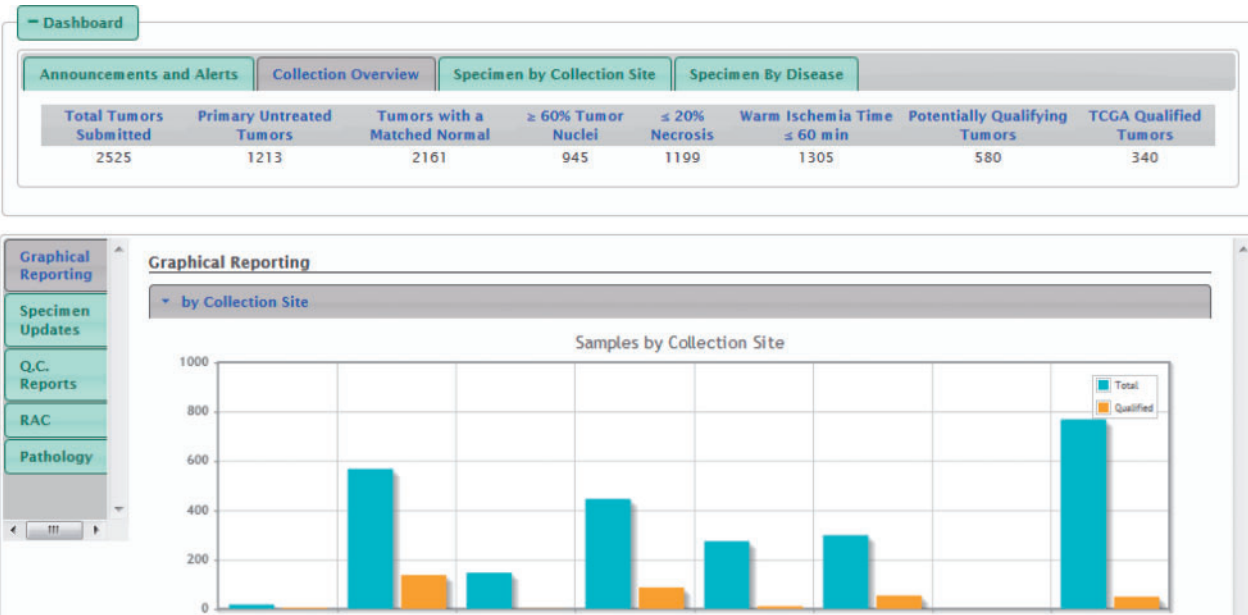 − Dashboard
Announcements and Alerts Collection Overview Specimen by Collection Site Specimen By Disease
Total Tumors Submitted Primary Untreated Tumors Tumors with a Matched Normal ≥ 60% Tumor Nuclei ≤ 20% Necrosis Warm Ischemia Time ≤ 60 min Potentially Qualifying Tumors TCGA Qualified Tumors
2525 1213 2161 945 1199 1305 580 340
Graphical
Reporting
Specimen
Updates
Q.C.
Reports
RAC
Pathology
Graphical Reporting
by Collection Site
Samples by Collection Site
1000
800
600
400
200
0
Total
Qualified